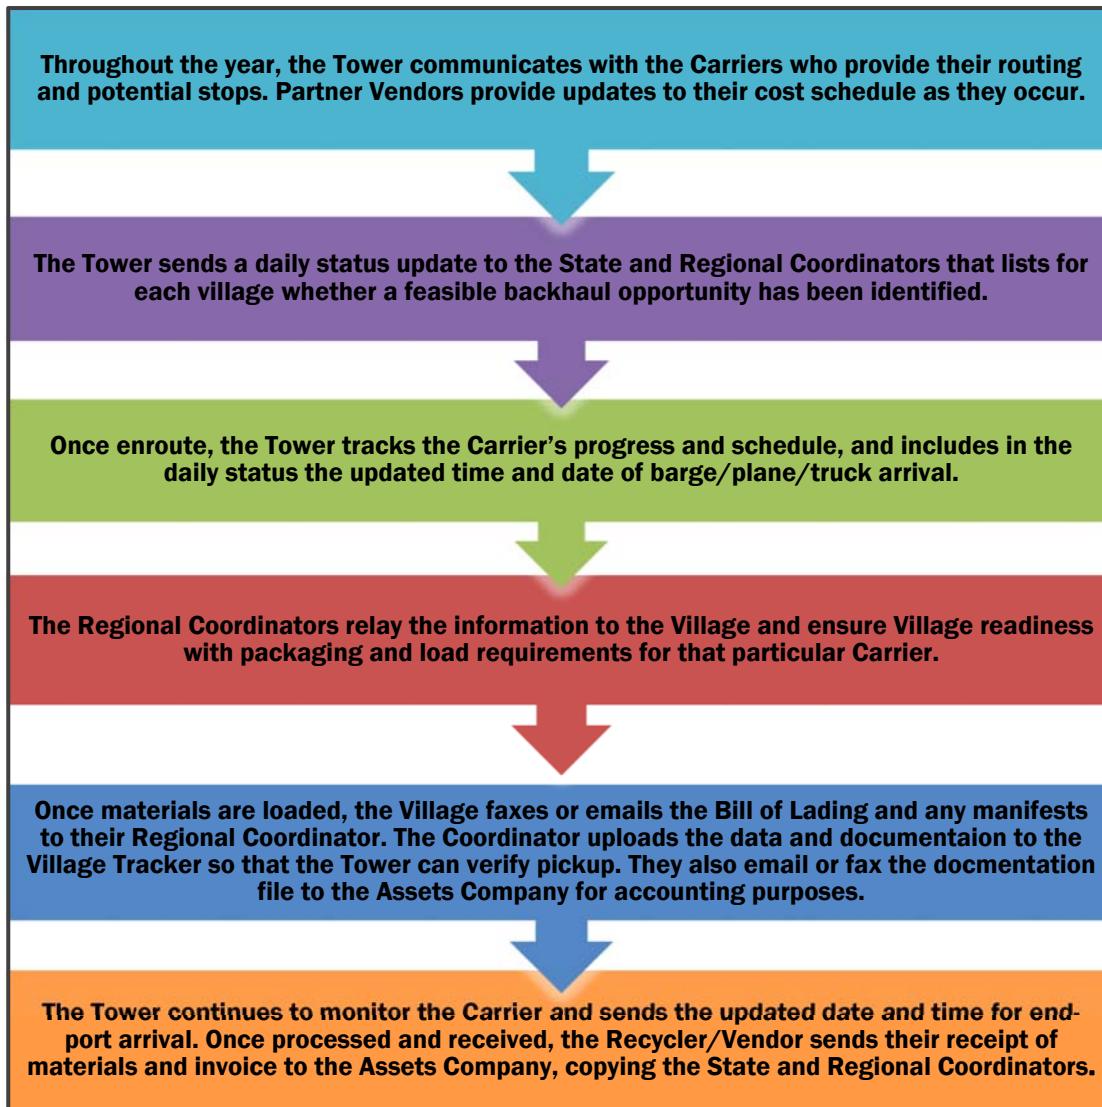 Throughout the year, the Tower communicates with the Carriers who provide their routing
and potential stops. Partner Vendors provide updates to their cost schedule as they occur.
The Tower sends a daily status update to the State and Regional Coordinators that lists for
each village whether a feasible backhaul opportunity has been identified.
Once enroute, the Tower tracks the Carrier's progress and schedule, and includes in the
daily status the updated time and date of barge/plane/truck arrival.
The Regional Coordinators relay the information to the Village and ensure Village readiness
with packaging and load requirements for that particular Carrier.
Once materials are loaded, the Village faxes or emails the Bill of Lading and any manifests
to their Regional Coordinator. The Coordinator uploads the data and documentaion to the
Village Tracker so that the Tower can verify pickup. They also email or fax the docmentation
file to the Assets Company for accounting purposes.
The Tower continues to monitor the Carrier and sends the updated date and time for end-
port arrival. Once processed and received, the Recycler/Vendor sends their receipt of
materials and invoice to the Assets Company, copying the State and Regional Coordinators.